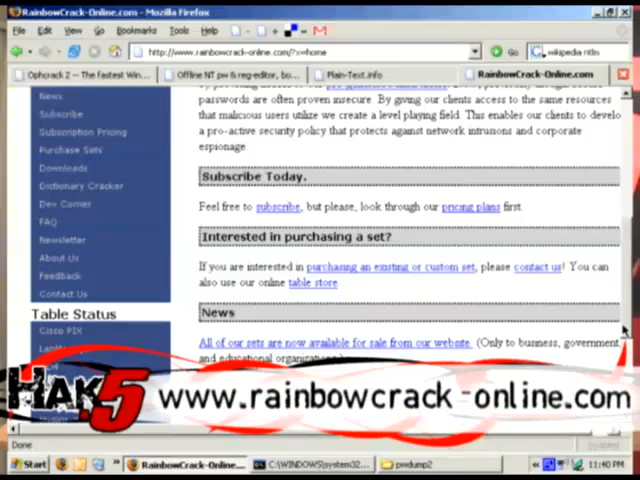 RainbowCrack-Online.com - Mozilla Firefox
File Edit View Go Bookmarks Tools Help
http://www.rainbowcrack-online.com/?x=home
Go
wikipedia ntlm
Ophcrack 2 -- The fastest Win...
Offline NT pw & reg-editor, bo...
Plain-Text.info
RainbowCrack-Online.com
News
Subscribe
Subscription Pricing
Purchase Sets
Downloads
Dictionary Cracker
Dev Corner
FAQ
Newsletter
About Us
Feedback
Contact Us
Table Status
Cisco PIX
passwords are often proven insecure. By giving our clients access to the same resources
that malicious users utilize we create a level playing field. This enables our clients to develo
a pro-active security policy that protects against network intrusions and corporate
espionage.
Subscribe Today.
Feel free to subscribe, but please, look through our pricing plans first.
Interested in purchasing a set?
If you are interested in purchasing an existing or custom set, please contact us! You can
also use our online table store
News
All of our sets are now available for sale from our website. (Only to business, government
and educational organizations)
HAK.5 www.rainbowcrack-online.com
Done
Start
RainbowCrack-Online...
C:\WINDOWS\system32...
pwdump2
11:40 PM